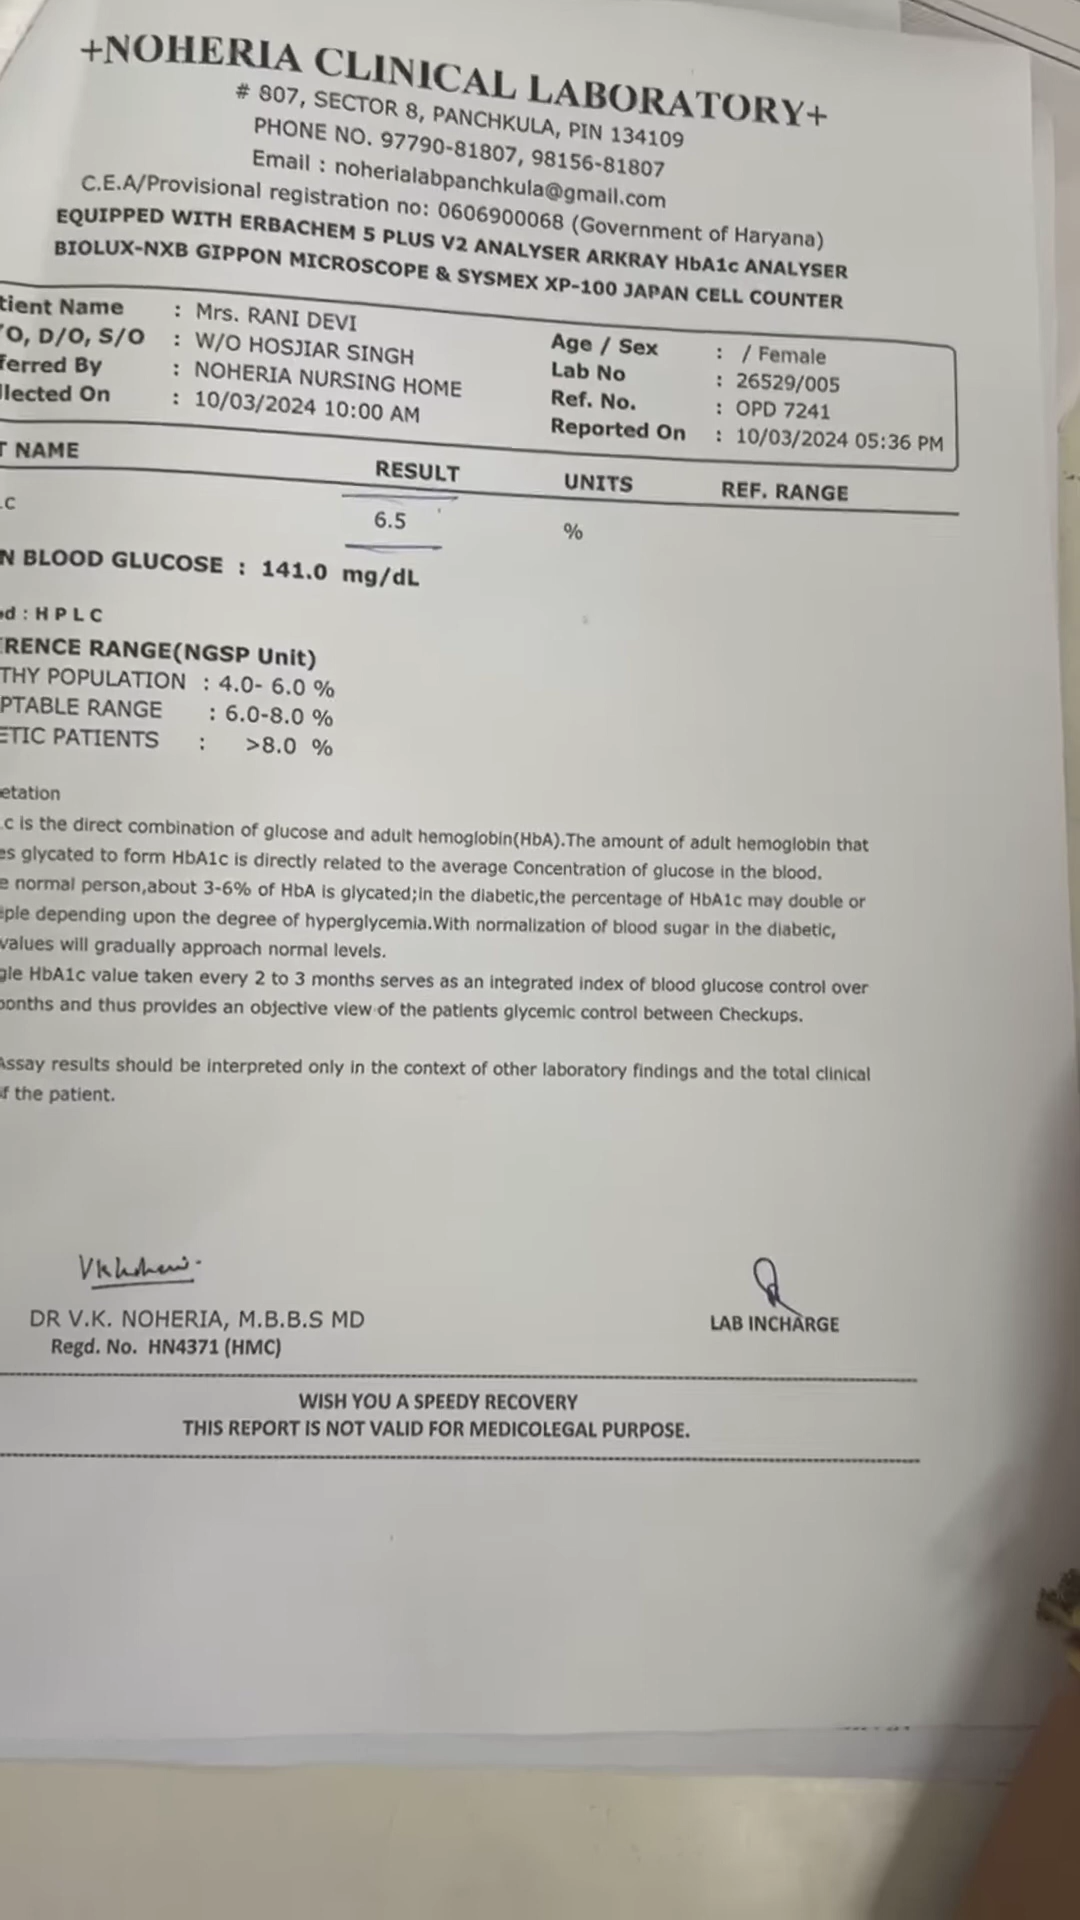 +NOHERIA CLINICAL LABORATORY+
# 807, SECTOR 8, PANCHKULA, PIN 134109
PHONE NO. 97790-81807, 98156-81807
Email : noherialabpanchkula@gmail.com
C.E.A/Provisional registration no: 0606900068 (Government of Haryana)
EQUIPPED WITH ERBACHEM 5 PLUS V2 ANALYSER ARKRAY HbA1c ANALYSER
BIOLUX-NXB GIPPON MICROSCOPE & SYSMEX XP-100 JAPAN CELL COUNTER
tient Name : Mrs. RANI DEVI Age / Sex : / Female
/O, D/O, S/O : W/O HOSJIAR SINGH Lab No : 26529/005
ferred By : NOHERIA NURSING HOME Ref. No. : OPD 7241
llected On : 10/03/2024 10:00 AM Reported On : 10/03/2024 05:36 PM
T NAME RESULT UNITS REF. RANGE
.c 6.5 %
N BLOOD GLUCOSE : 141.0 mg/dL
od : H P L C
ERENCE RANGE(NGSP Unit)
THY POPULATION : 4.0- 6.0 %
PTABLE RANGE : 6.0-8.0 %
ETIC PATIENTS : >8.0 %
etation
.c is the direct combination of glucose and adult hemoglobin(HbA).The amount of adult hemoglobin that
es glycated to form HbA1c is directly related to the average Concentration of glucose in the blood.
e normal person,about 3-6% of HbA is glycated;in the diabetic,the percentage of HbA1c may double or
iple depending upon the degree of hyperglycemia.With normalization of blood sugar in the diabetic,
values will gradually approach normal levels.
gle HbA1c value taken every 2 to 3 months serves as an integrated index of blood glucose control over
onths and thus provides an objective view of the patients glycemic control between Checkups.
Assay results should be interpreted only in the context of other laboratory findings and the total clinical
f the patient.
DR V.K. NOHERIA, M.B.B.S MD
Regd. No. HN4371 (HMC)
LAB INCHARGE
WISH YOU A SPEEDY RECOVERY
THIS REPORT IS NOT VALID FOR MEDICOLEGAL PURPOSE.